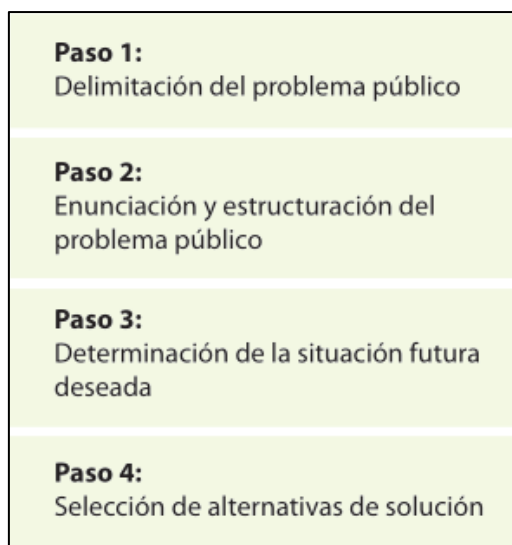 Paso 1:
Delimitación del problema público
Paso 2:
Enunciación y estructuración del
problema público
Paso 3:
Determinación de la situación futura
deseada
Paso 4:
Selección de alternativas de solución